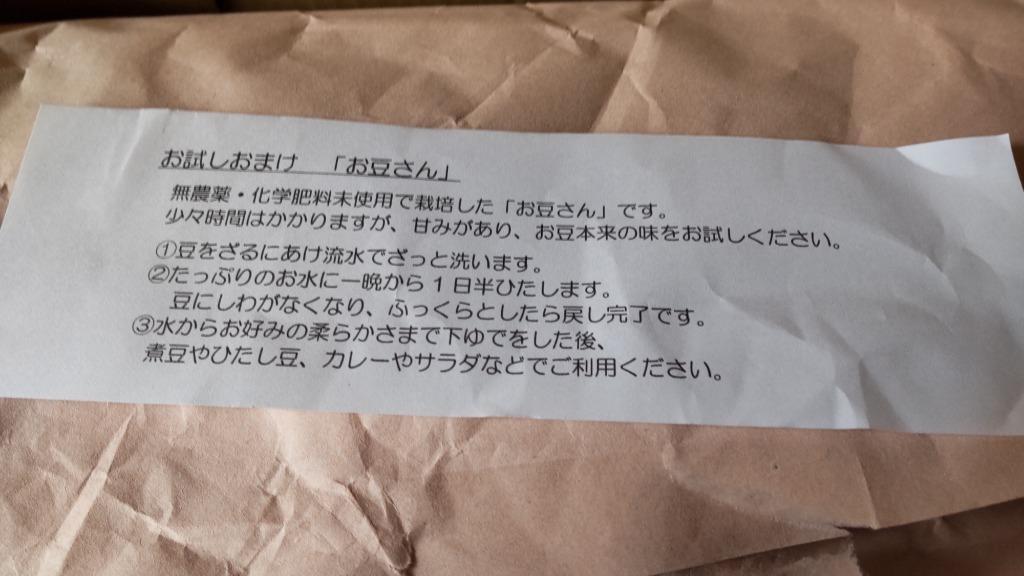 お試しおまけ　「お豆さん」
無農薬・化学肥料未使用で栽培した「お豆さん」です。
少々時間はかかりますが、甘みがあり、お豆本来の味をお試しください。
①豆をざるにあけ流水でざっと洗います。
②たっぷりのお水に一晩から1日半ひたします。
豆にしわがなくなり、ふっくらとしたら戻し完了です。
③水からお好みの柔らかさまで下ゆでをした後、
煮豆やひたし豆、カレーやサラダなどでご利用ください。